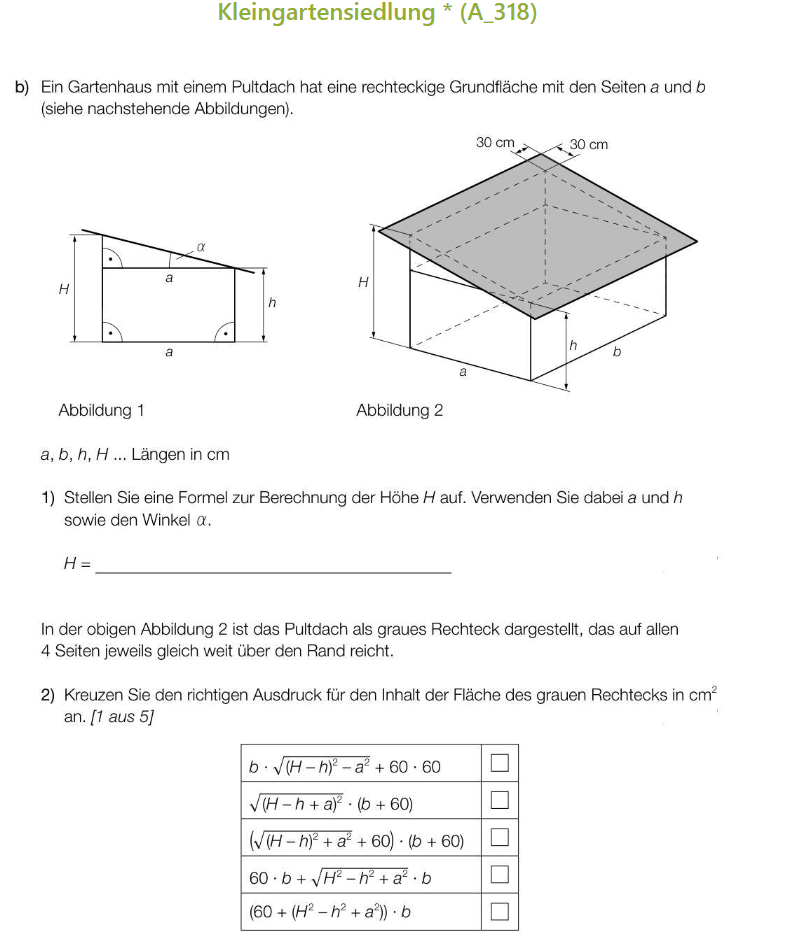 Kleingartensiedlung * (A_318)
b) Ein Gartenhaus mit einem Pultdach hat eine rechteckige Grundfläche mit den Seiten a und b
(siehe nachstehende Abbildungen).
30 cm 30 cm
α
a
H
h
a
H
h
b
a
Abbildung 1 Abbildung 2
a, b, h, H ... Längen in cm
1) Stellen Sie eine Formel zur Berechnung der Höhe H auf. Verwenden Sie dabei a und h
sowie den Winkel α.
H =
In der obigen Abbildung 2 ist das Pultdach als graues Rechteck dargestellt, das auf allen
4 Seiten jeweils gleich weit über den Rand reicht.
2) Kreuzen Sie den richtigen Ausdruck für den Inhalt der Fläche des grauen Rechtecks in cm²
an. [1 aus 5]
b · √(H – h)² – a² + 60 · 60
√(H – h + a)² · (b + 60)
(√(H – h)² + a² + 60) · (b + 60)
60 · b + √H² – h² + a² · b
(60 + (H² – h² + a²)) · b